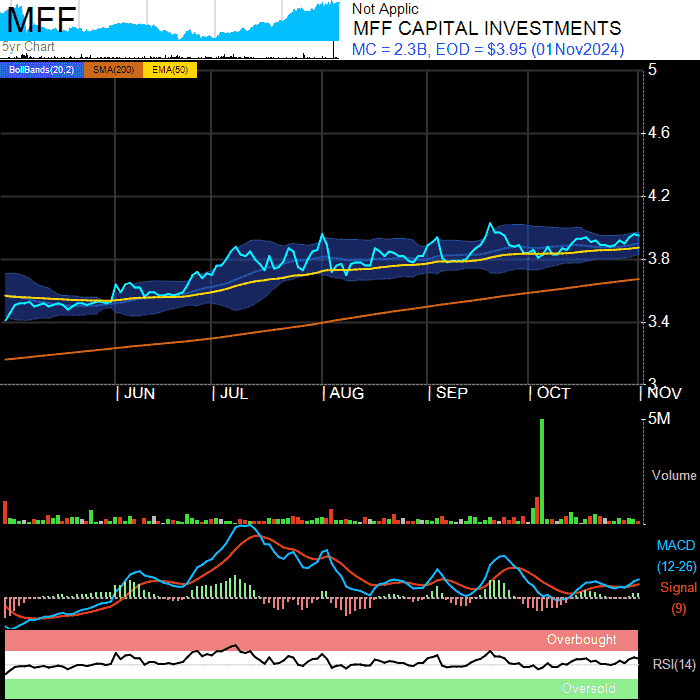 MFF
5yr Chart
Not Applic
MFF CAPITAL INVESTMENTS
MC = 2.3B, EOD = $3.95 (01Nov2024)
BollBands(20,2) SMA(200) EMA(50)
5
4.6
4.2
3.8
3.4
3
JUN JUL AUG SEP OCT NOV
5M
Volume
MACD
(12-26)
Signal
(9)
Overbought
RSI(14)
Oversold